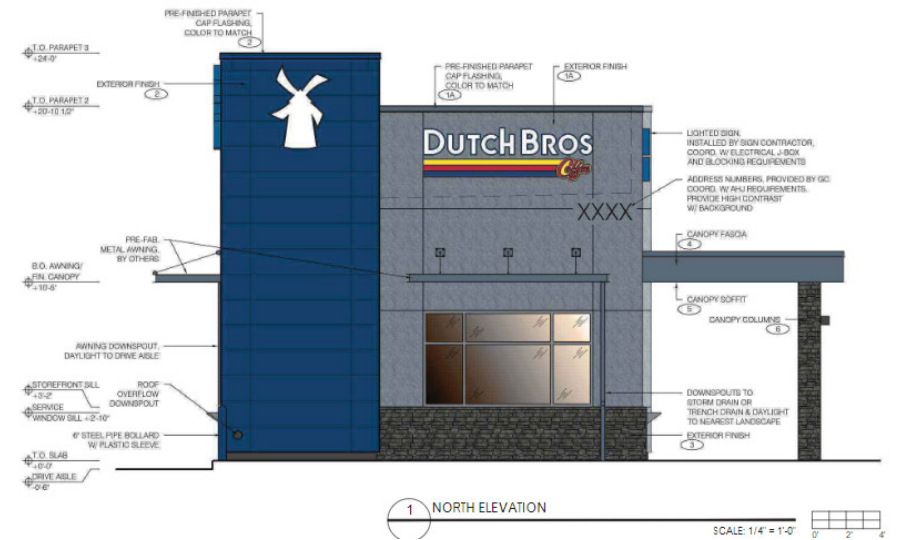 PRE-FINISHED PARAPET
CAP FLASHING,
COLOR TO MATCH
2
T.O. PARAPET 3
+24'-0"
EXTERIOR FINISH
2
T.O. PARAPET 2
+20'-10 1/2"
PRE-FINISHED PARAPET
CAP FLASHING,
COLOR TO MATCH
1A
EXTERIOR FINISH
1A
DUTCH BROS
Coffee
LIGHTED SIGN.
INSTALLED BY SIGN CONTRACTOR,
COORD. W/ ELECTRICAL J-BOX
AND BLOCKING REQUIREMENTS
ADDRESS NUMBERS, PROVIDED BY GC.
COORD. W/ AHJ REQUIREMENTS.
PROVIDE HIGH CONTRAST
W/ BACKGROUND
XXXX
PRE-FAB.
METAL AWNING,
BY OTHERS
CANOPY FASCIA
4
B.O. AWNING/
FIN. CANOPY
+10'-6"
CANOPY SOFFIT
5
CANOPY COLUMNS
6
AWNING DOWNSPOUT.
DAYLIGHT TO DRIVE AISLE
STOREFRONT SILL
+3'-2"
SERVICE
WINDOW SILL +2'-10"
ROOF
OVERFLOW
DOWNSPOUT
DOWNSPOUTS TO
STORM DRAIN OR
TRENCH DRAIN & DAYLIGHT
TO NEAREST LANDSCAPE
6" STEEL PIPE BOLLARD
W/ PLASTIC SLEEVE
EXTERIOR FINISH
3
T.O. SLAB
+0'-0"
DRIVE AISLE
-0'-6"
1 NORTH ELEVATION
SCALE: 1/4" = 1'-0"
0' 2' 4'